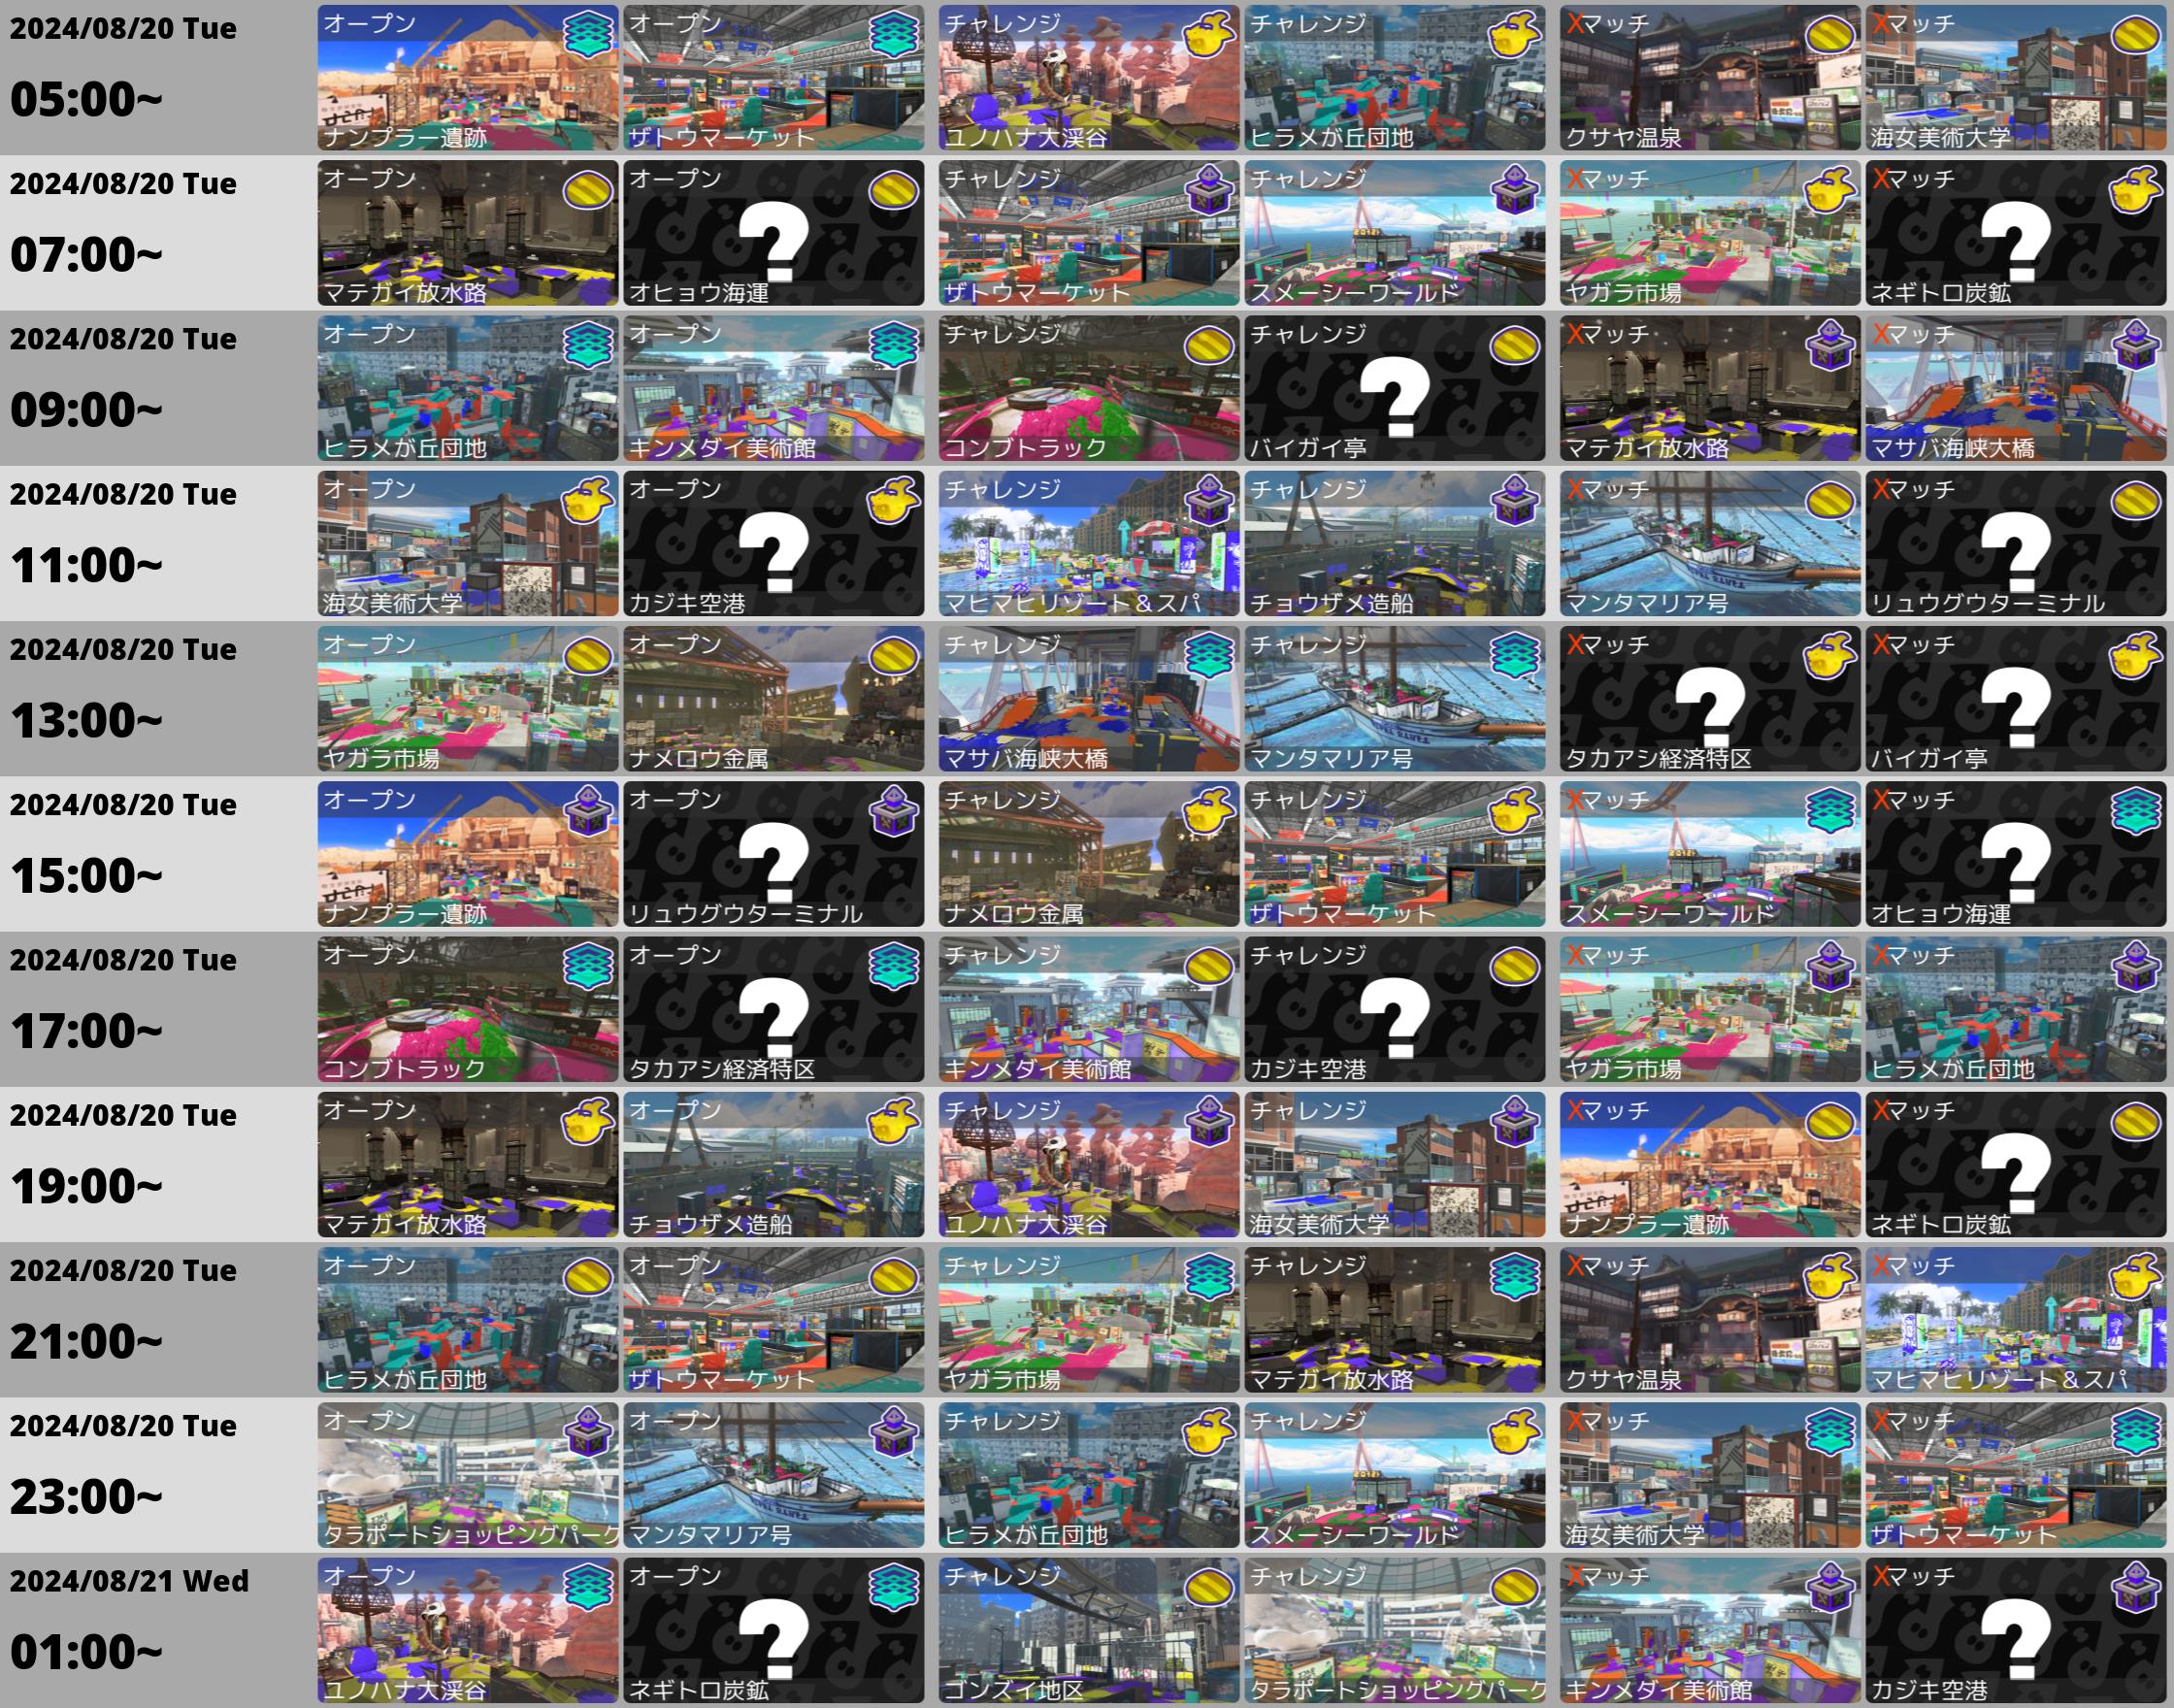 2024/08/20 Tue
05:00~
オープン
ナンプラー遺跡
オープン
ザトウマーケット
チャレンジ
ユノハナ大渓谷
チャレンジ
ヒラメが丘団地
Xマッチ
クサヤ温泉
Xマッチ
海女美術大学
2024/08/20 Tue
07:00~
オープン
マテガイ放水路
オープン
?
オヒョウ海運
チャレンジ
ザトウマーケット
チャレンジ
スメーシーワールド
Xマッチ
ヤガラ市場
Xマッチ
?
ネギトロ炭鉱
2024/08/20 Tue
09:00~
オープン
ヒラメが丘団地
オープン
キンメダイ美術館
チャレンジ
コンブトラック
チャレンジ
?
バイガイ亭
Xマッチ
マテガイ放水路
Xマッチ
マサバ海峡大橋
2024/08/20 Tue
11:00~
オープン
海女美術大学
オープン
?
カジキ空港
チャレンジ
マヒマヒリゾート＆スパ
チャレンジ
チョウザメ造船
Xマッチ
マンタマリア号
Xマッチ
?
リュウグウターミナル
2024/08/20 Tue
13:00~
オープン
ヤガラ市場
オープン
ナメロウ金属
チャレンジ
マサバ海峡大橋
チャレンジ
マンタマリア号
Xマッチ
?
タカアシ経済特区
Xマッチ
?
バイガイ亭
2024/08/20 Tue
15:00~
オープン
ナンプラー遺跡
オープン
?
リュウグウターミナル
チャレンジ
ナメロウ金属
チャレンジ
ザトウマーケット
Xマッチ
スメーシーワールド
Xマッチ
?
オヒョウ海運
2024/08/20 Tue
17:00~
オープン
コンブトラック
オープン
?
タカアシ経済特区
チャレンジ
キンメダイ美術館
チャレンジ
?
カジキ空港
Xマッチ
ヤガラ市場
Xマッチ
ヒラメが丘団地
2024/08/20 Tue
19:00~
オープン
マテガイ放水路
オープン
チョウザメ造船
チャレンジ
ユノハナ大渓谷
チャレンジ
海女美術大学
Xマッチ
ナンプラー遺跡
Xマッチ
?
ネギトロ炭鉱
2024/08/20 Tue
21:00~
オープン
ヒラメが丘団地
オープン
ザトウマーケット
チャレンジ
ヤガラ市場
チャレンジ
マテガイ放水路
Xマッチ
クサヤ温泉
Xマッチ
マヒマヒリゾート＆スパ
2024/08/20 Tue
23:00~
オープン
タラポートショッピングパーク
オープン
マンタマリア号
チャレンジ
ヒラメが丘団地
チャレンジ
スメーシーワールド
Xマッチ
海女美術大学
Xマッチ
ザトウマーケット
2024/08/21 Wed
01:00~
オープン
ユノハナ大渓谷
オープン
?
ネギトロ炭鉱
チャレンジ
ゴンズイ地区
チャレンジ
タラポートショッピングパーク
Xマッチ
キンメダイ美術館
Xマッチ
?
カジキ空港